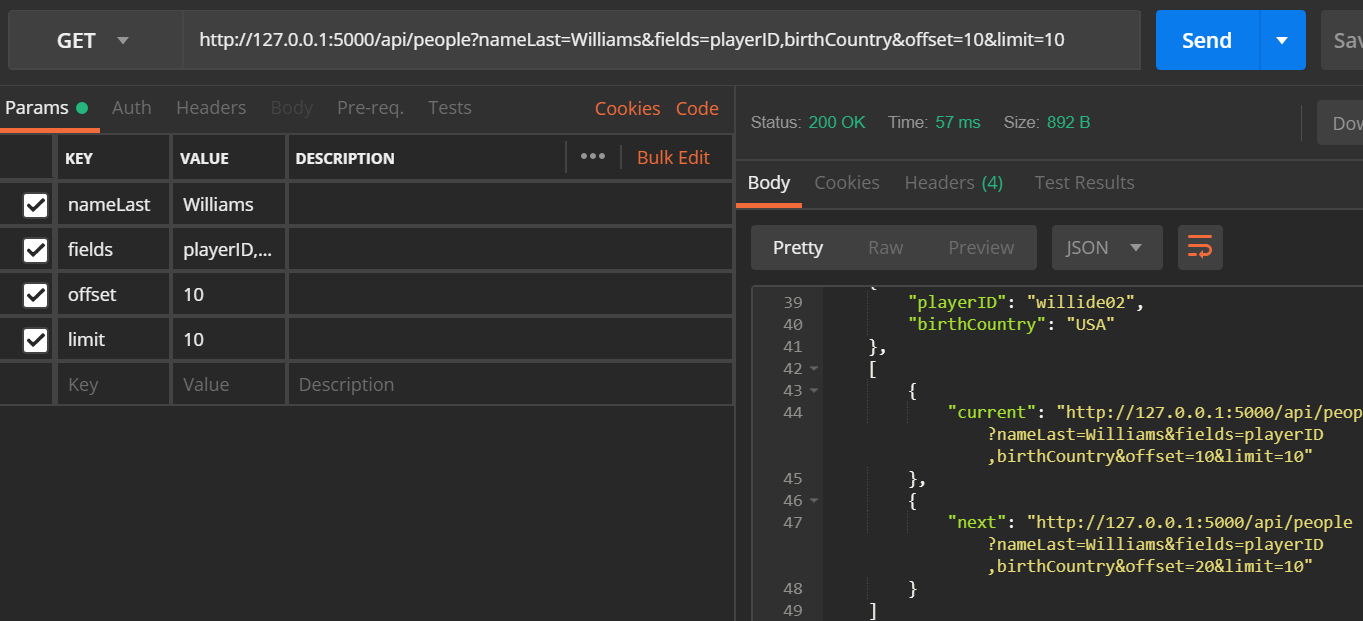 GET http://127.0.0.1:5000/api/people?nameLast=Williams&fields=playerID,birthCountry&offset=10&limit=10 Send
Params Auth Headers Body Pre-req. Tests Cookies Code
KEY VALUE DESCRIPTION ••• Bulk Edit
nameLast Williams
fields playerID,...
offset 10
limit 10
Key Value Description
Status: 200 OK Time: 57 ms Size: 892 B
Body Cookies Headers (4) Test Results
Pretty Raw Preview JSON
39 "playerID": "willide02",
40 "birthCountry": "USA"
41 },
42 [
43 {
44 "current": "http://127.0.0.1:5000/api/peop
?nameLast=Williams&fields=playerID
,birthCountry&offset=10&limit=10"
45 },
46 {
47 "next": "http://127.0.0.1:5000/api/people
?nameLast=Williams&fields=playerID
,birthCountry&offset=20&limit=10"
48 }
49 ]